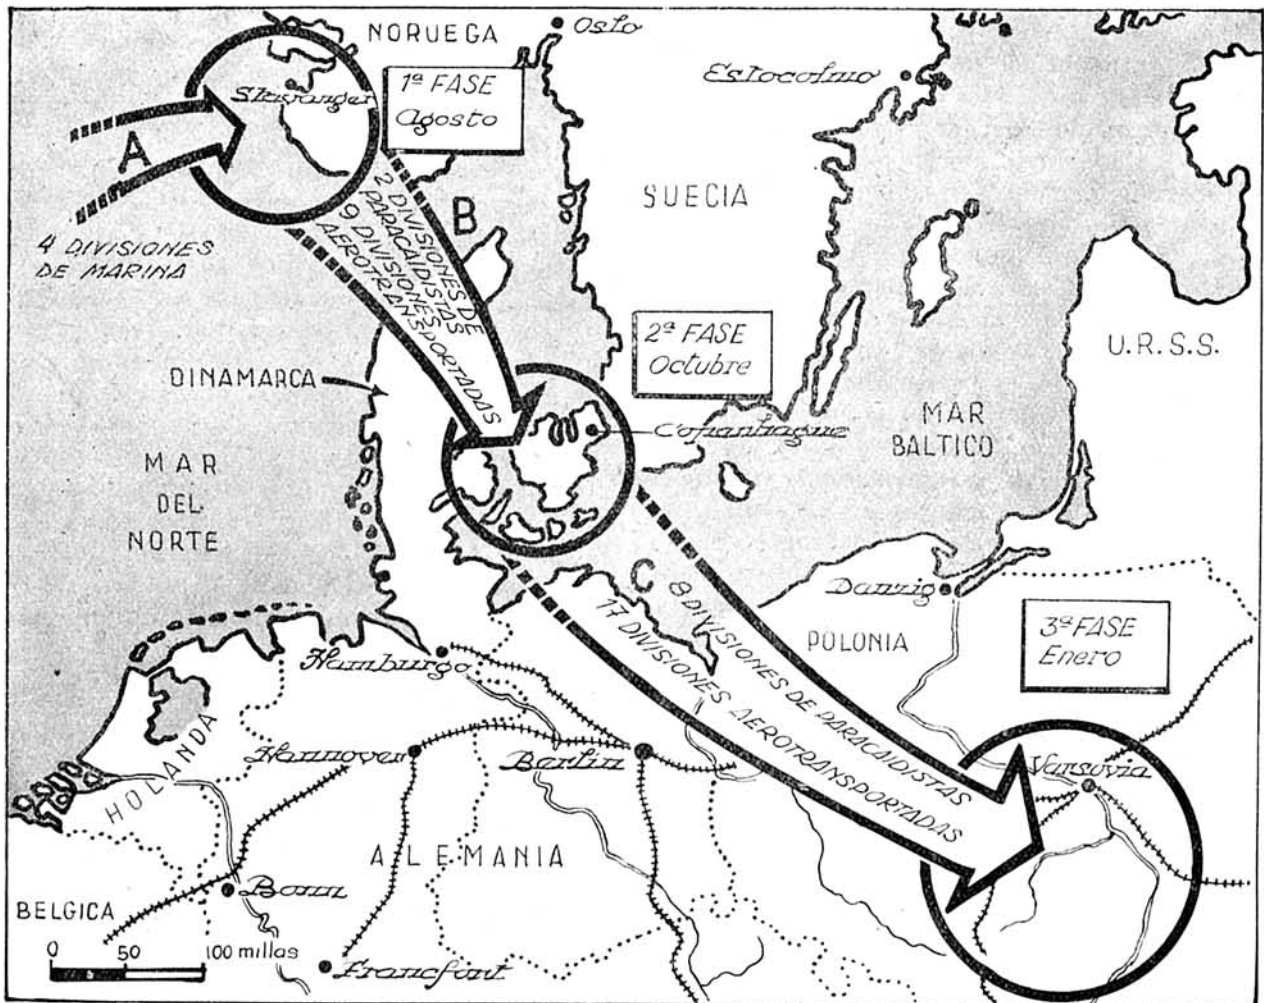 NORUEGA
Oslo
Estocolmo
Stavanger
1ª FASE
Agosto
A
B
SUECIA
4 DIVISIONES
DE MARINA
2 DIVISIONES DE
PARACAIDISTAS
9 DIVISIONES
AEROTRANSPORTADAS
2ª FASE
Octubre
U.R.S.S.
DINAMARCA
Copanhague
MAR
BALTICO
MAR
DEL
NORTE
C
Danzig
8 DIVISIONES DE PARACAIDISTAS
17 DIVISIONES AEROTRANSPORTADAS
POLONIA
3ª FASE
Enero
Hamburgo
HOLANDA
Hannover
Berlin
Varsovia
ALEMANIA
Bonn
BELGICA
0 50 100 millas
Francfort